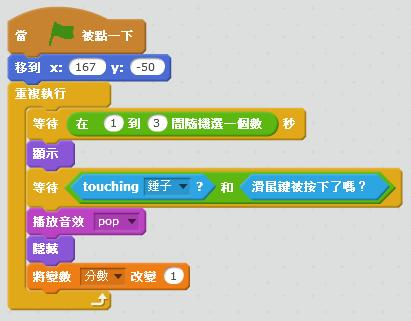 當 被點一下
移到 x: 167 y: -50
重複執行
等待 在 1 到 3 間隨機選一個數 秒
顯示
等待 touching 錘子 ? 和 滑鼠鍵被按下了嗎？
播放音效 pop
隱藏
將變數 分數 改變 1